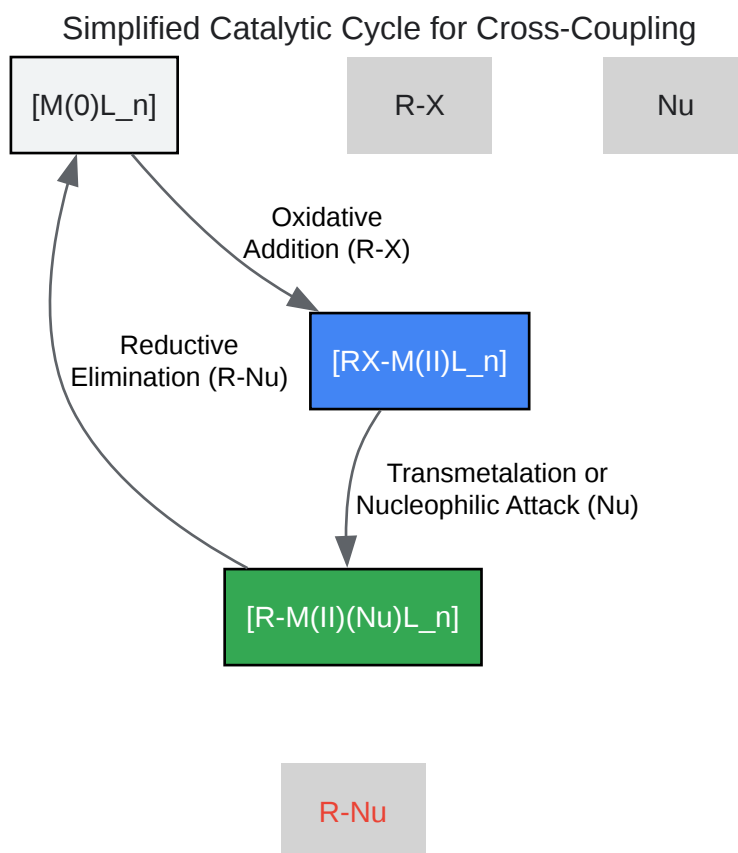 Simplified Catalytic Cycle for Cross-Coupling
[M(0)L_n]
R-X
Nu
Oxidative
Addition (R-X)
[RX-M(II)L_n]
Reductive
Elimination (R-Nu)
Transmetalation or
Nucleophilic Attack (Nu)
[R-M(II)(Nu)L_n]
R-Nu